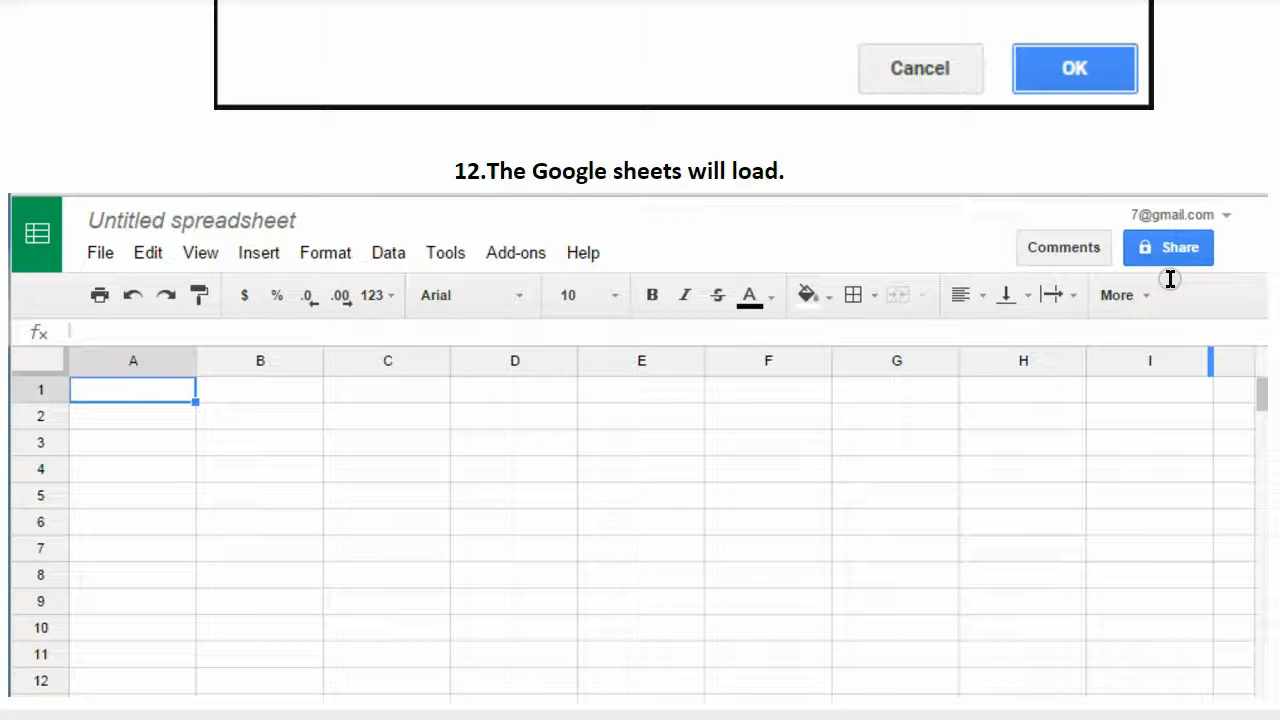 Cancel OK
12.The Google sheets will load.
Untitled spreadsheet
7@gmail.com
File Edit View Insert Format Data Tools Add-ons Help
Comments Share
$ % .0 .00 123 Arial 10 B I S A More
fx
A B C D E F G H I
1
2
3
4
5
6
7
8
9
10
11
12